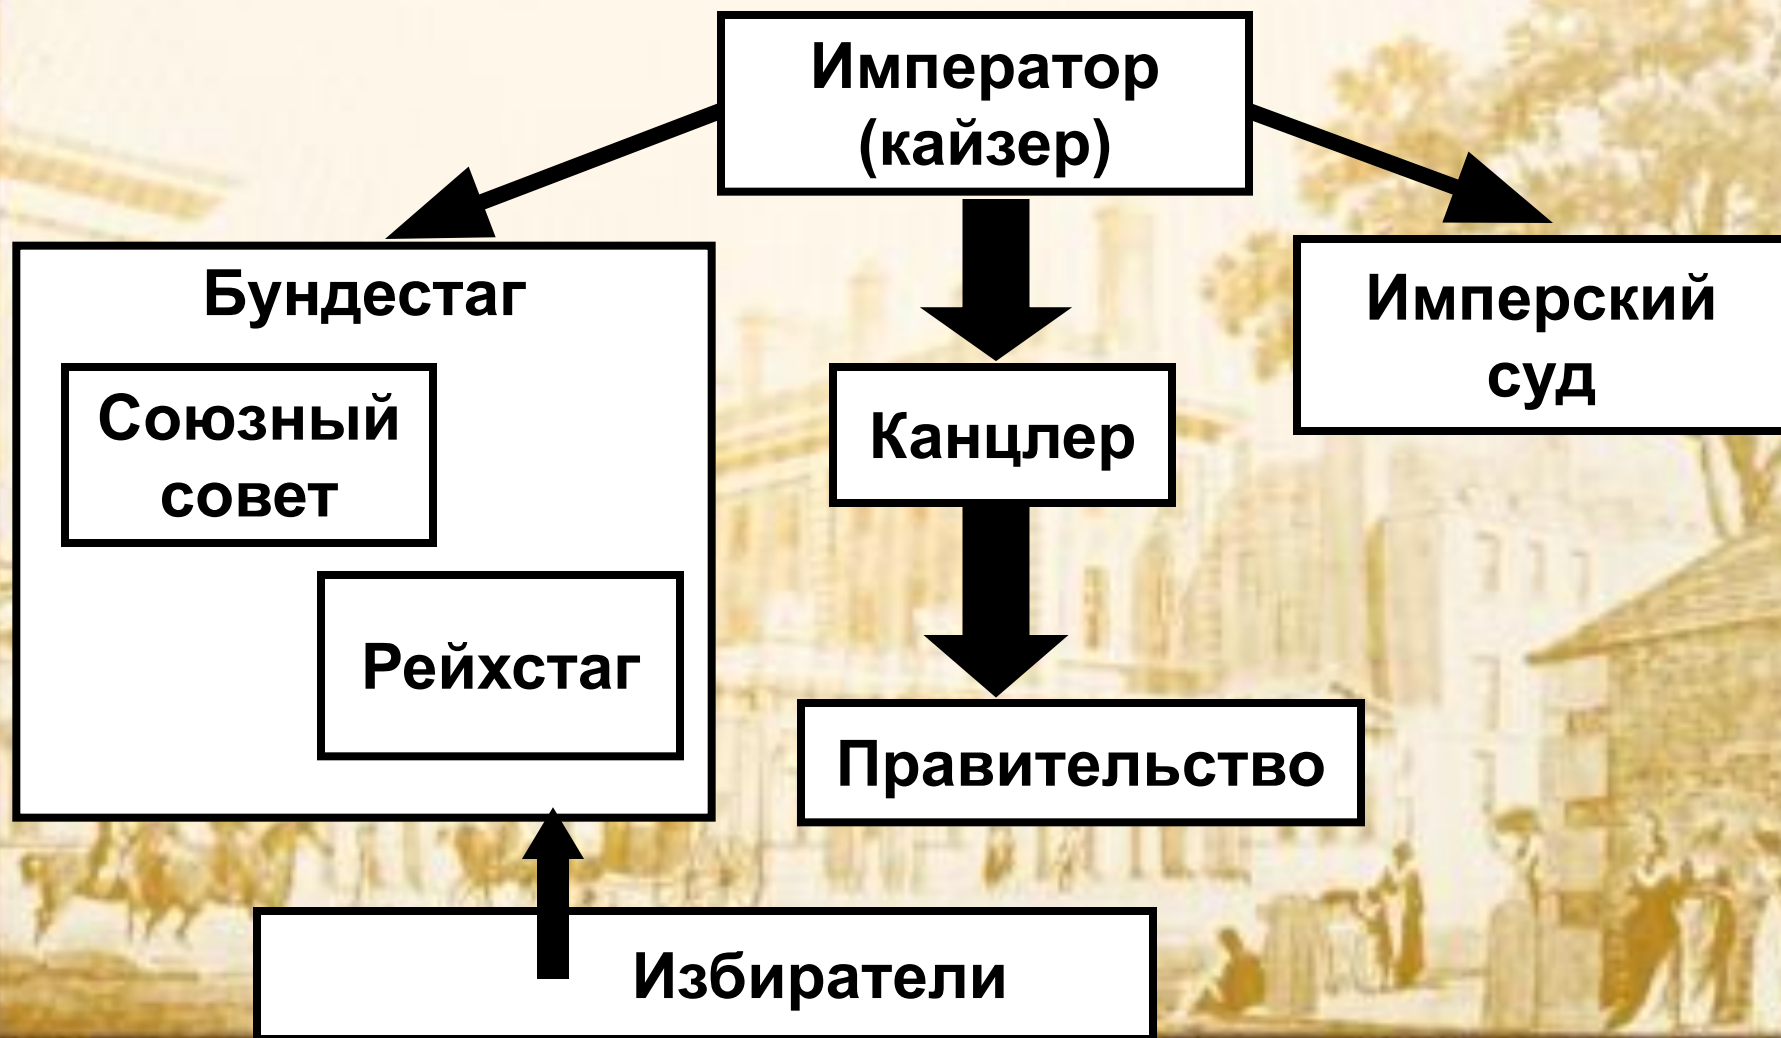 Император
(кайзер)
Бундестаг
Имперский
суд
Союзный
совет
Канцлер
Рейхстаг
Правительство
Избиратели